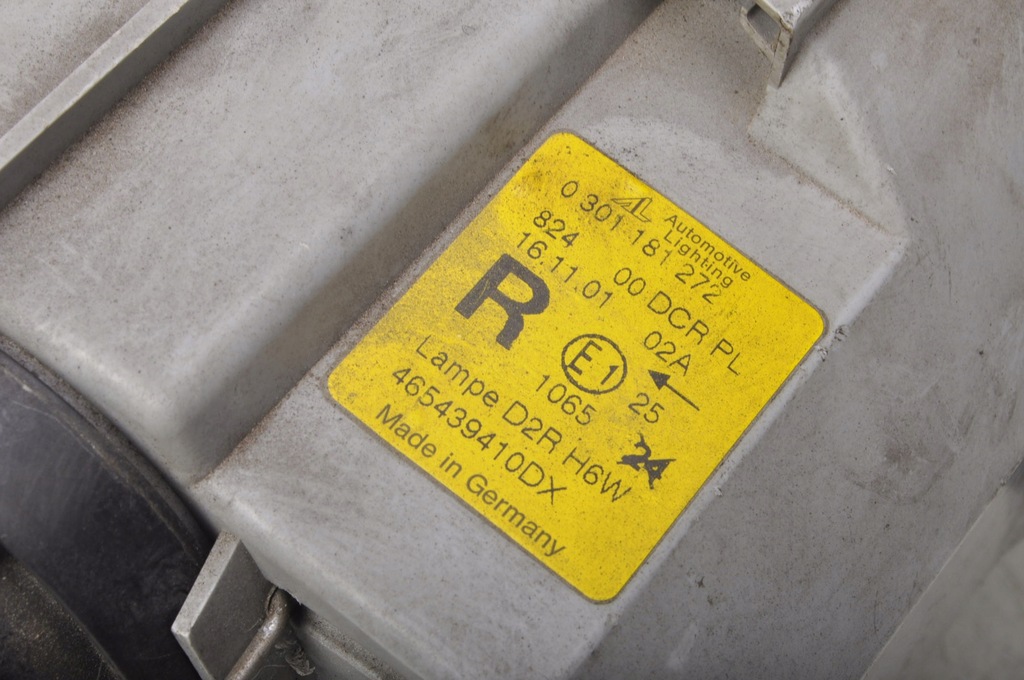 AL Automotive
Lighting
0 301 181 272
824 00 DCR PL
16.11.01 02A
R E1 25
1065
Lampe D2R H6W 24
465439410DX
Made in Germany